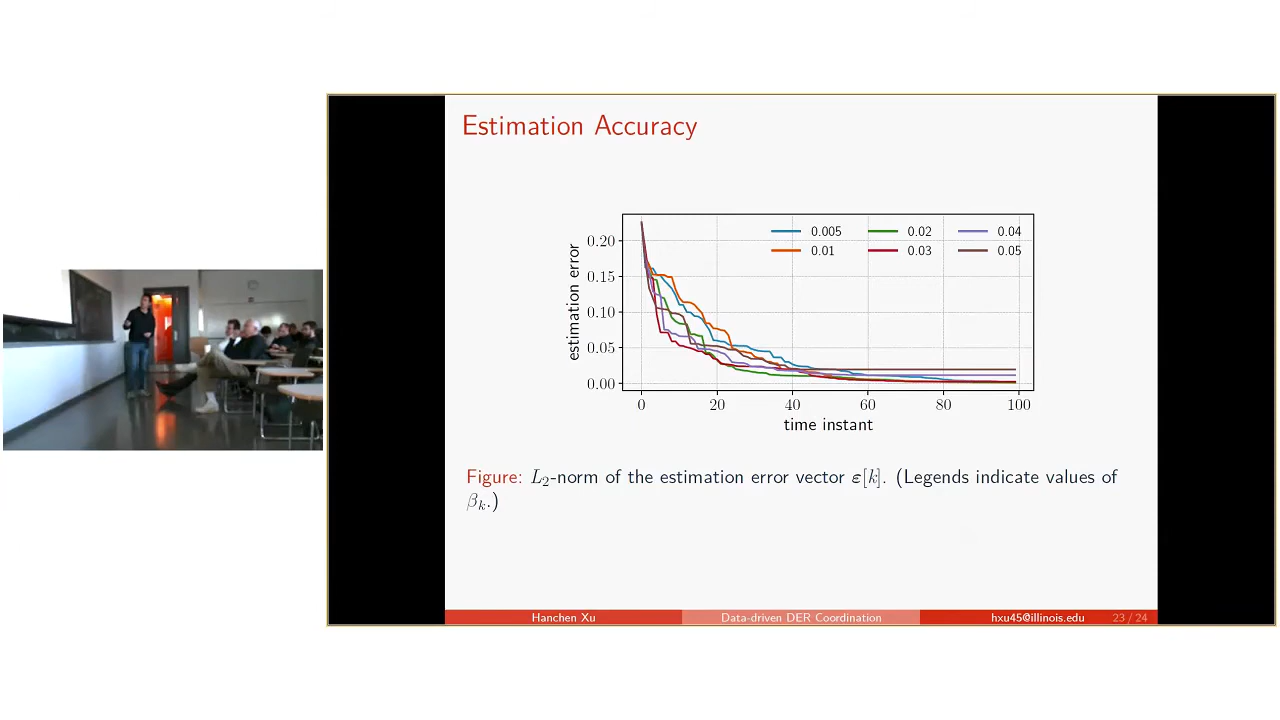 Estimation Accuracy
0.005 0.02 0.04
0.01 0.03 0.05
0.20
0.15
0.10
0.05
0.00
estimation error
0 20 40 60 80 100
time instant
Figure: L₂-norm of the estimation error vector ε[k]. (Legends indicate values of
βₖ.)
Hanchen Xu Data-driven DER Coordination hxu45@illinois.edu 23 / 24